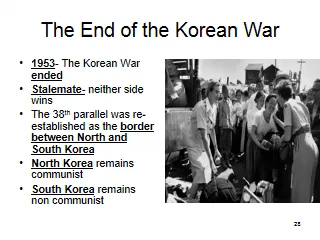 The End of the Korean War
• 1953- The Korean War
ended
• Stalemate- neither side
wins
• The 38th parallel was re-
established as the border
between North and
South Korea
• North Korea remains
communist
• South Korea remains
non communist
28